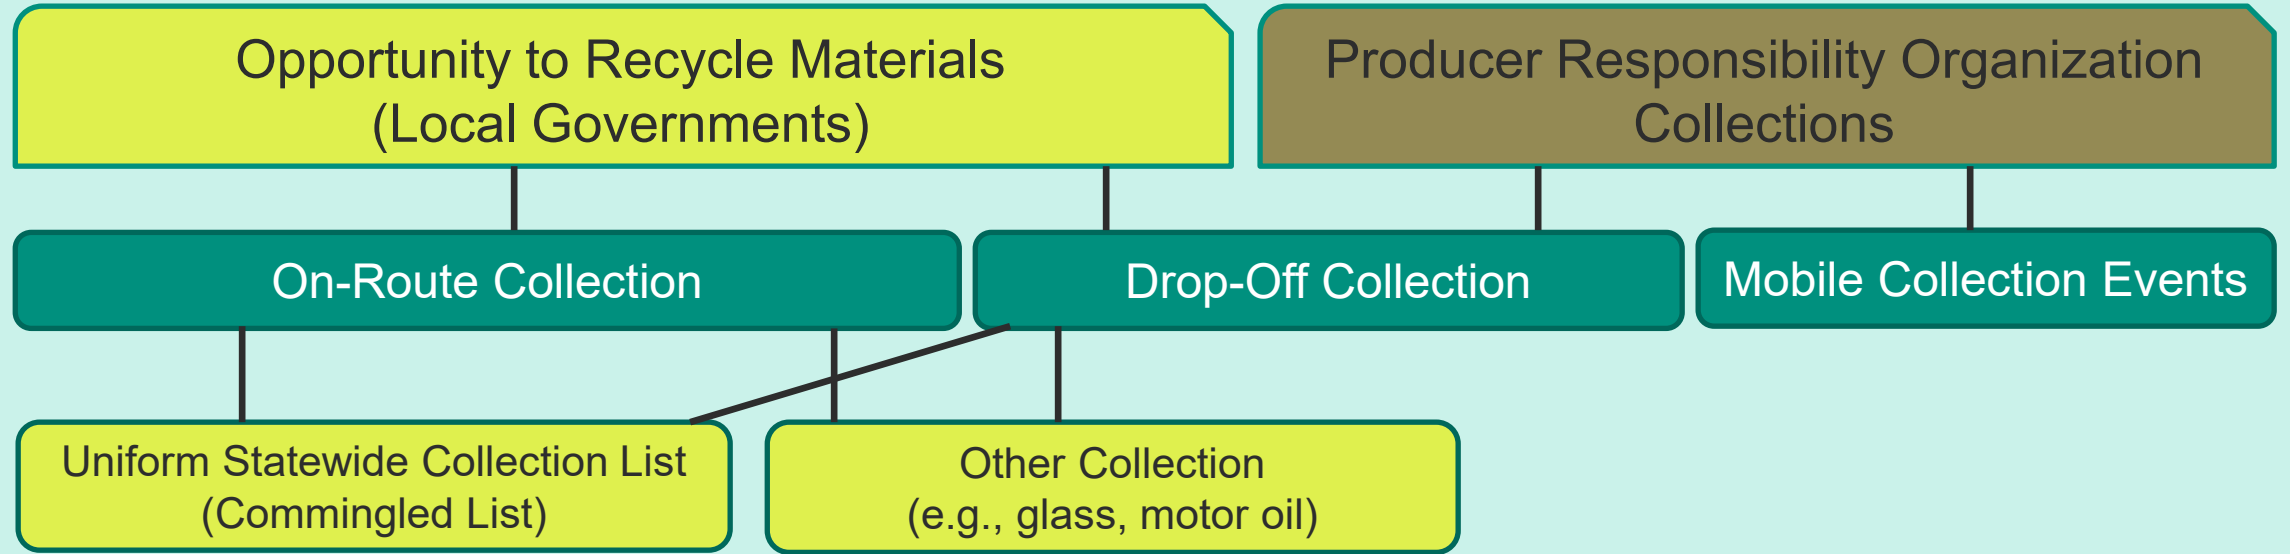 Opportunity to Recycle Materials
(Local Governments)
Producer Responsibility Organization
Collections
On-Route Collection
Drop-Off Collection
Mobile Collection Events
Uniform Statewide Collection List
(Commingled List)
Other Collection
(e.g., glass, motor oil)